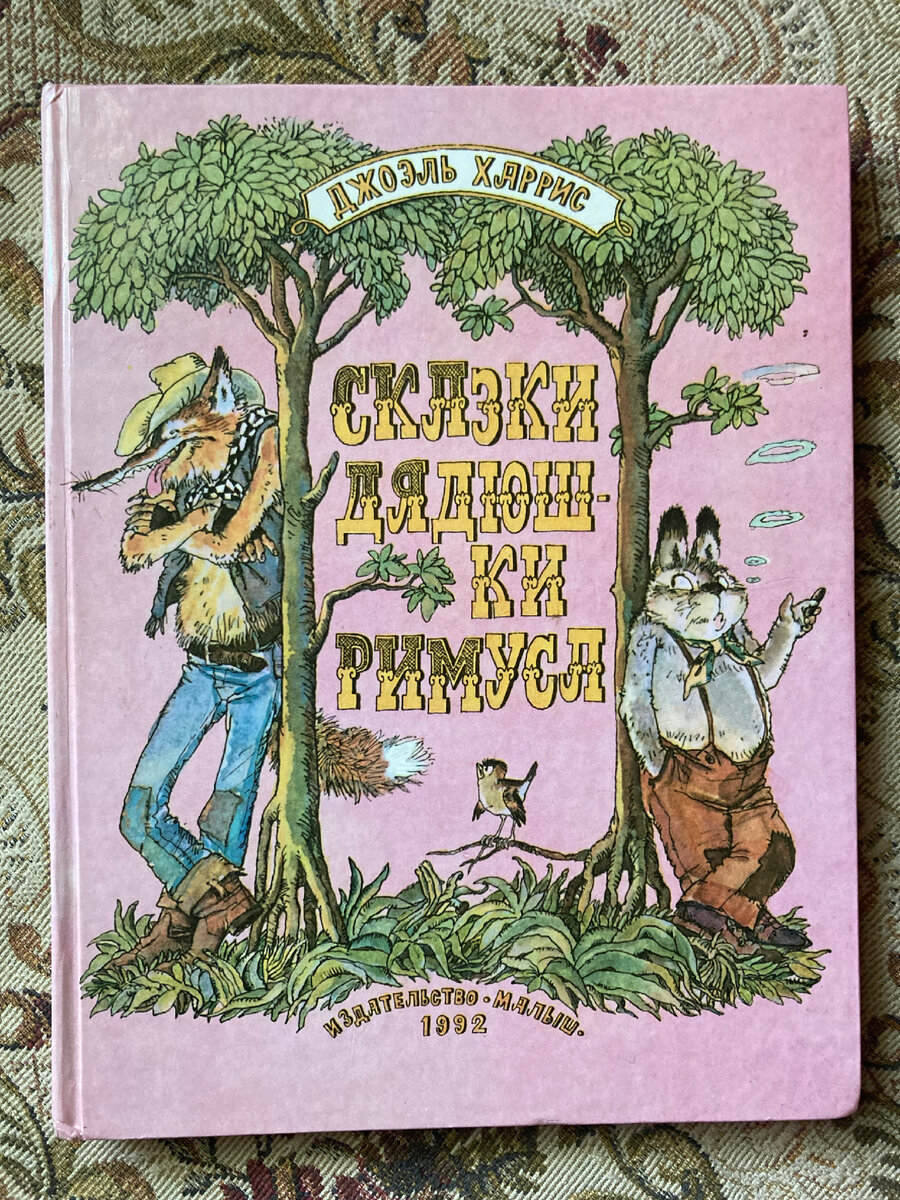 ДЖОЭЛЬ ХАРРИС
СКАЗКИ
ДЯДЮШ-
КИ
РИМУСА
ИЗДАТЕЛЬСТВО • МАЛЫШ •
1992